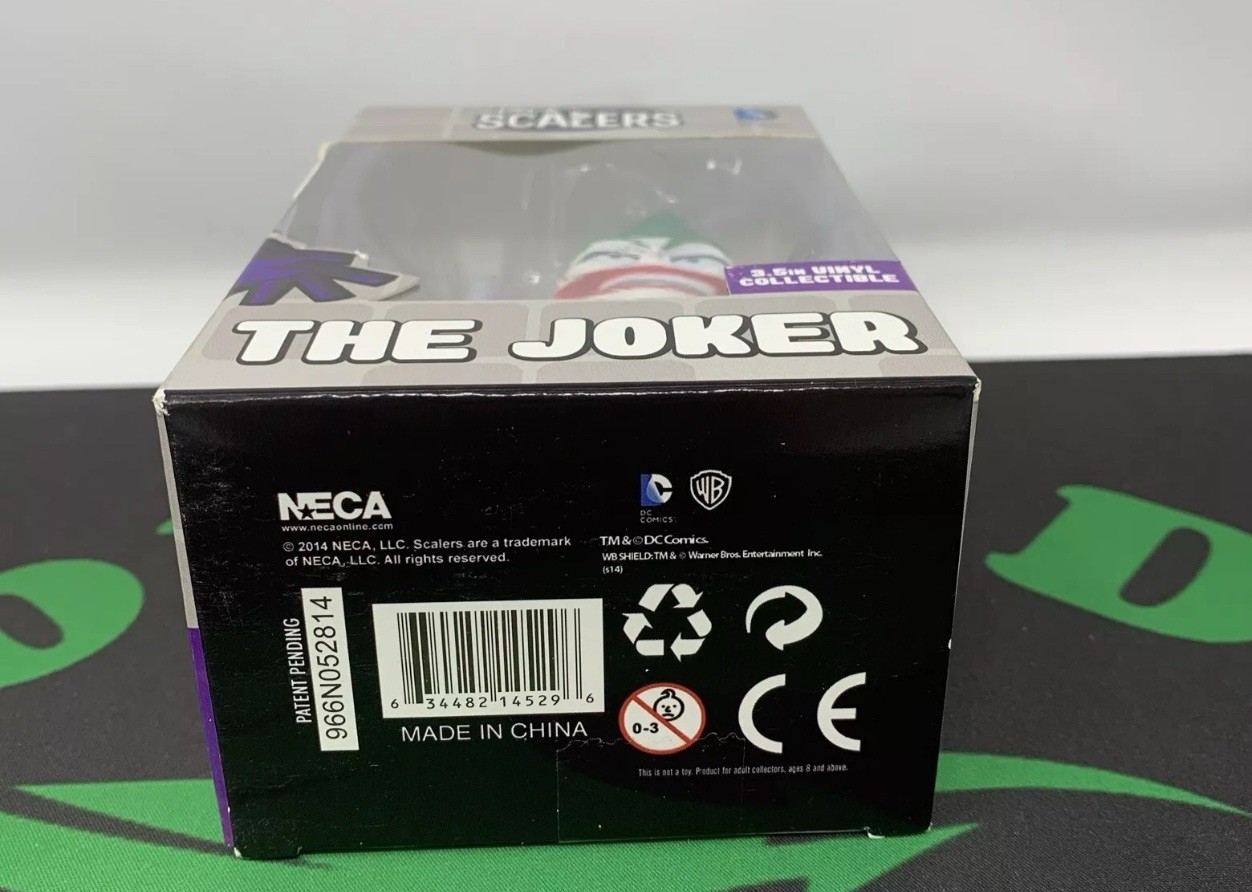 SCALERS
3.5in VINYL
COLLECTIBLE
THE JOKER
NECA
www.necaonline.com
© 2014 NECA, LLC. Scalers are a trademark
of NECA, LLC. All rights reserved.
DC
COMICS
WB
TM & © DC Comics.
WB SHIELD: TM & © Warner Bros. Entertainment Inc.
(s14)
PATENT PENDING
966N052814
6 34482 14529 6
MADE IN CHINA
0-3
CE
This is not a toy. Product for adult collectors, ages 8 and above.